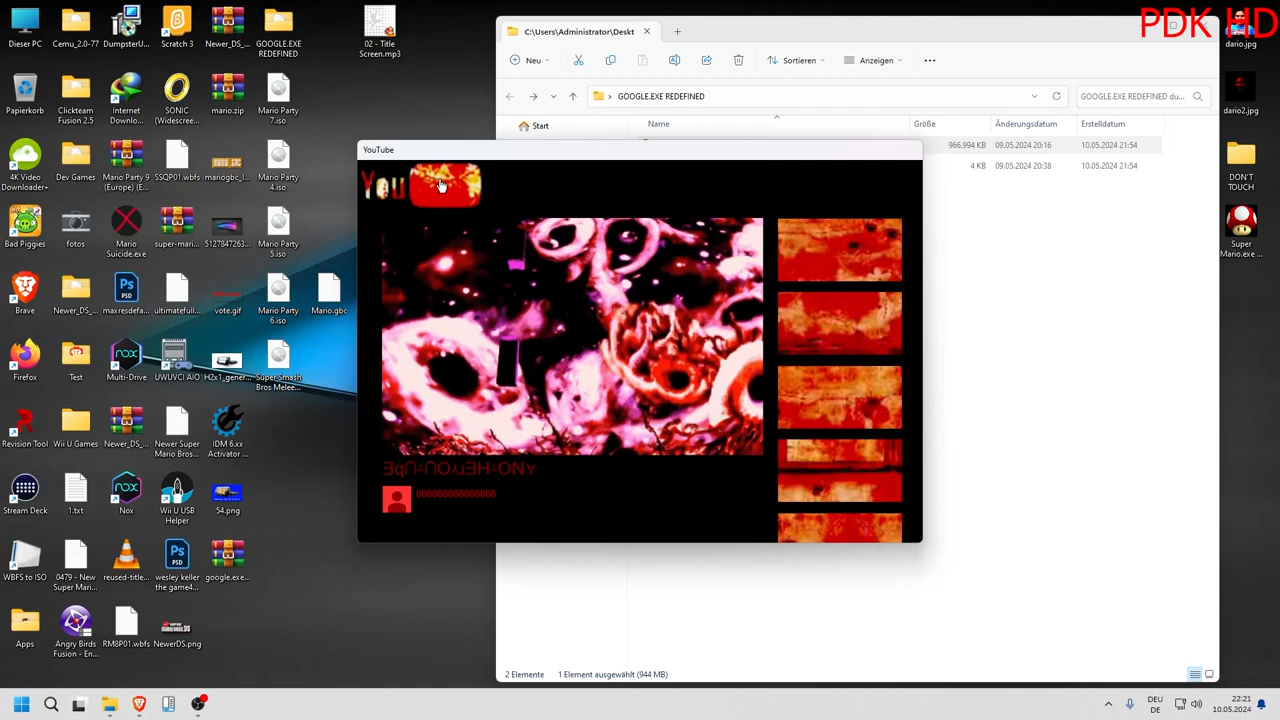 PDK HD
Dieser PC
Cemu_2.0-77
DumpsterU...
Scratch 3
Newer_DS_...
GOOGLE.EXE
REDEFINED
02 - Title
Screen.mp3
dario.jpg
Papierkorb
Clickteam
Fusion 2.5
Internet
Downlo...
SONIC
(Widescree...
mario.zip
Mario Party
7.iso
dario2.jpg
4K Video
Downloader+
Dev Games
Mario Party 9
(Europe) (E...
SSQP01.wbfs
mariogbc_l...
Mario Party
4.iso
DON'T
TOUCH
Bad Piggies
fotos
Mario
Suicide.exe
super-mari...
5127847263...
Mario Party
5.iso
Super
Mario.exe ...
Brave
Newer_DS_...
maxresdefa...
ultimatefull...
vote.gif
Mario Party
6.iso
Mario.gbc
Firefox
Test
Multi-Drive
UWUVCI AIO
H2x1_gener...
Super Smash
Bros Melee...
Revision Tool
Wii U Games
Newer_DS_...
New Super
Mario Bros...
IDM 6.xx
Activator ...
Stream Deck
1.txt
Nox
Wii U USB
Helper
54.png
WBFS to ISO
0479 - New
Super Mari...
reused-title...
wesley keller
the game4...
google.exe...
Apps
Angry Birds
Fusion - En...
RM8P01.wbfs
NewerDS.png
C:\Users\Administrator\Deskt
Neu
Sortieren
Anzeigen
GOOGLE.EXE REDEFINED
GOOGLE.EXE REDEFINED du...
Start
Name
Größe
Änderungsdatum
Erstelldatum
966.994 KB
09.05.2024 20:16
10.05.2024 21:54
4 KB
09.05.2024 20:38
10.05.2024 21:54
YouTube
You
666666666666666
2 Elemente
1 Element ausgewählt (944 MB)
DEU
DE
22:21
10.05.2024